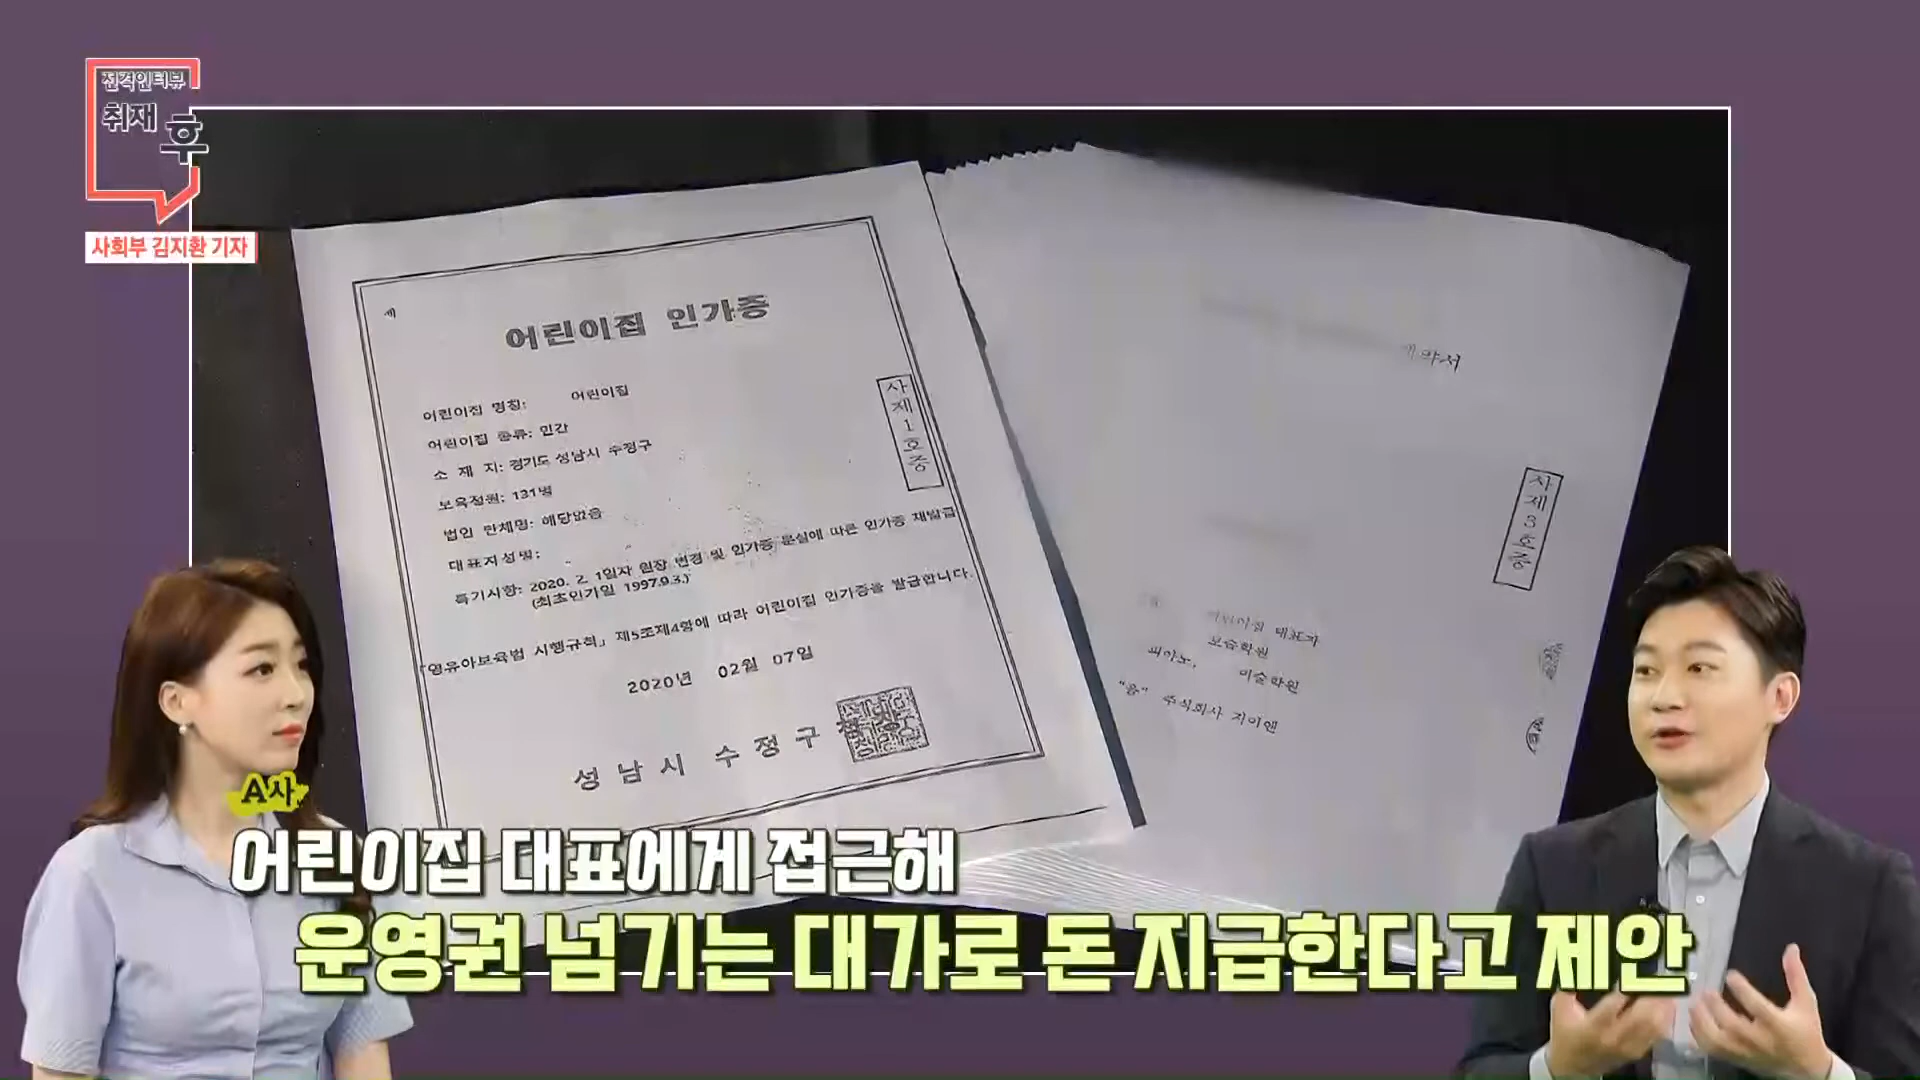 전격인터뷰
취재
후
사회부 김지환 기자
제
어린이집 인가증
어린이집 명칭: 어린이집
어린이집 종류: 민간
소 재 지: 경기도 성남시 수정구
보육정원: 131명
법인 단체명: 해당없음
대표자성명:
특기사항: 2020. 2. 1일자 원장 변경 및 인가증 분실에 따른 인가증 재발급
(최초인가일 1997.9.3.)
「영유아보육법 시행규칙」 제5조제4항에 따라 어린이집 인가증을 발급합니다.
2020년 02월 07일
성남시 수정구청장
사제1호증
계약서
사제3호증
어린이집 대표자
보습학원
피아노, 미술학원
"을" 주식회사 지이엔
A사
어린이집 대표에게 접근해
운영권 넘기는 대가로 돈 지급한다고 제안